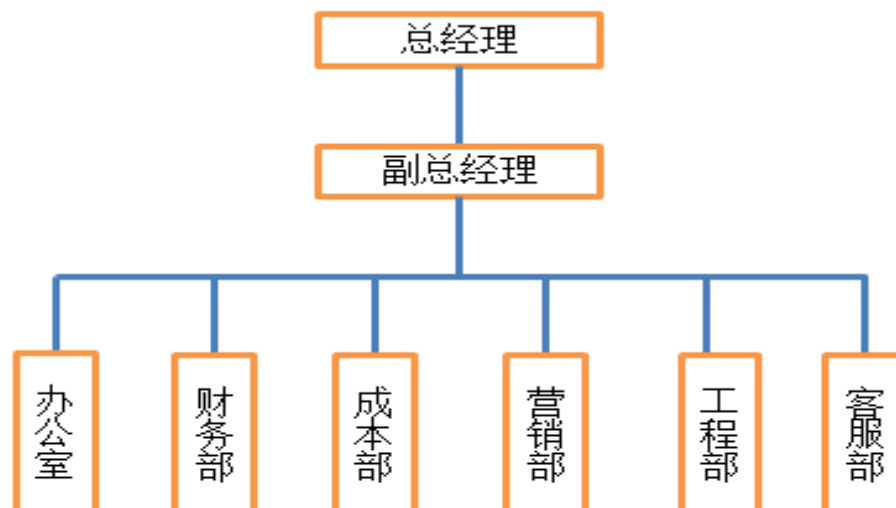 总经理
副总经理
办公室
财务部
成本部
营销部
工程部
客服部